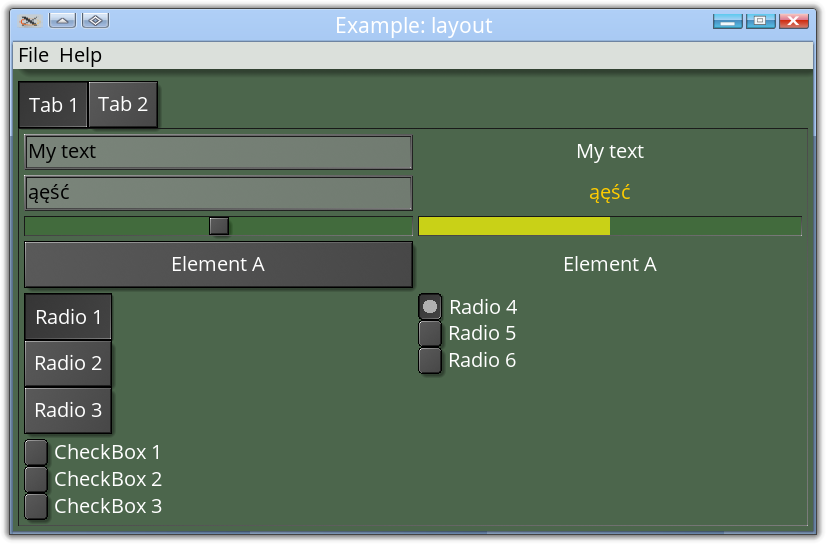 Example: layout
File Help
Tab 1 Tab 2
My text My text
ąęść ąęść
Element A Element A
Radio 1 Radio 4
Radio 5
Radio 2 Radio 6
Radio 3
CheckBox 1
CheckBox 2
CheckBox 3